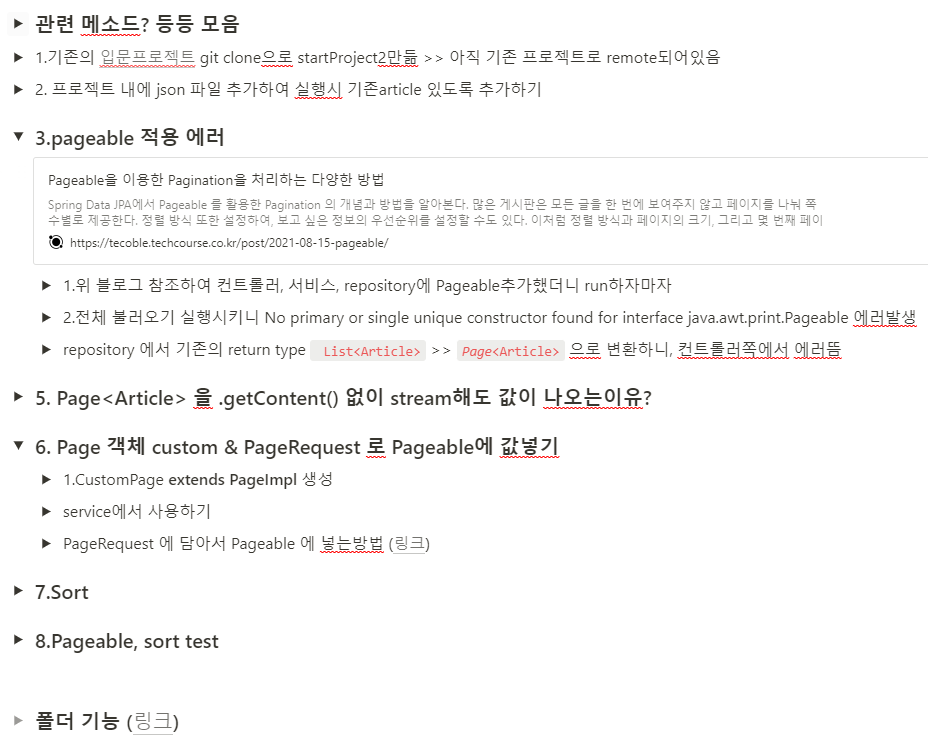 관련 메소드? 등등 모음
1.기존의 입문프로젝트 git clone으로 startProject2만듦 >> 아직 기존 프로젝트로 remote되어있음
2. 프로젝트 내에 json 파일 추가하여 실행시 기존article 있도록 추가하기
3.pageable 적용 에러
Pageable을 이용한 Pagination을 처리하는 다양한 방법
Spring Data JPA에서 Pageable 를 활용한 Pagination 의 개념과 방법을 알아본다. 많은 게시판은 모든 글을 한 번에 보여주지 않고 페이지를 나눠 쪽
수별로 제공한다. 정렬 방식 또한 설정하여, 보고 싶은 정보의 우선순위를 설정할 수도 있다. 이처럼 정렬 방식과 페이지의 크기, 그리고 몇 번째 페이
https://tecoble.techcourse.co.kr/post/2021-08-15-pageable/
1.위 블로그 참조하여 컨트롤러, 서비스, repository에 Pageable추가했더니 run하자마자
2.전체 불러오기 실행시키니 No primary or single unique constructor found for interface java.awt.print.Pageable 에러발생
repository 에서 기존의 return type List<Article> >> Page<Article> 으로 변환하니, 컨트롤러쪽에서 에러뜸
5. Page<Article> 을 .getContent() 없이 stream해도 값이 나오는이유?
6. Page 객체 custom & PageRequest 로 Pageable에 값넣기
1.CustomPage extends PageImpl 생성
service에서 사용하기
PageRequest 에 담아서 Pageable 에 넣는방법 (링크)
7.Sort
8.Pageable, sort test
폴더 기능 (링크)